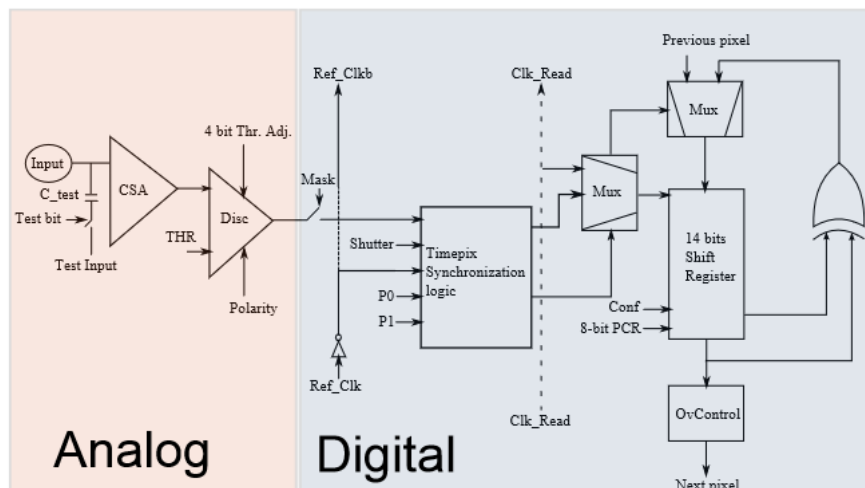 Previous pixel
Ref_Clkb
Clk_Read
Mux
4 bit Thr. Adj.
Input
CSA
Mask
Mux
C_test
Disc
Test bit
THR
Shutter
Timepix
Synchronization
logic
14 bits
Shift
Register
Test Input
P0
Polarity
P1
Conf
8-bit PCR
Ref_Clk
Clk_Read
OvControl
Analog
Digital
Next pixel